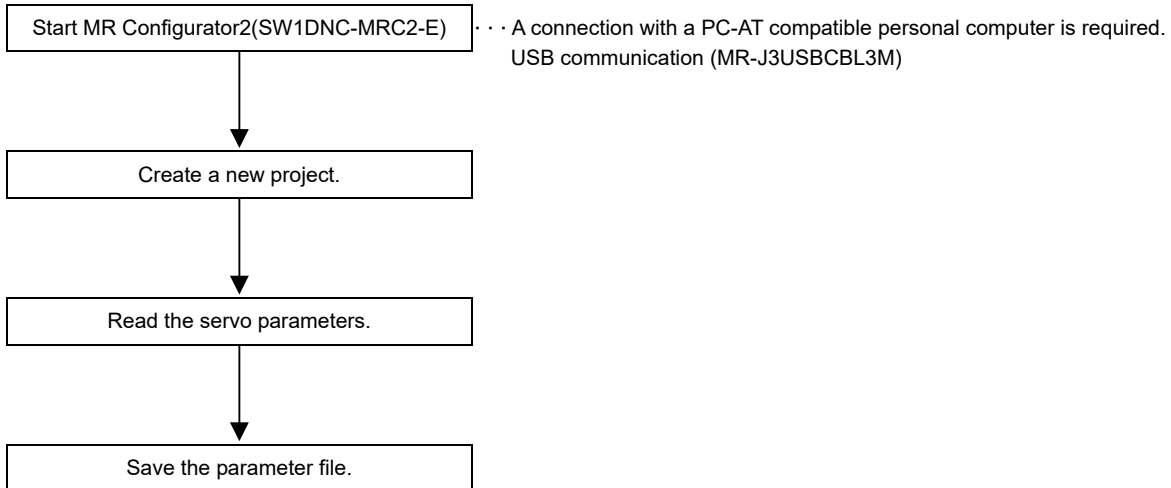 Start MR Configurator2(SW1DNC-MRC2-E) ··· A connection with a PC-AT compatible personal computer is required.
USB communication (MR-J3USBCBL3M)
Create a new project.
Read the servo parameters.
Save the parameter file.